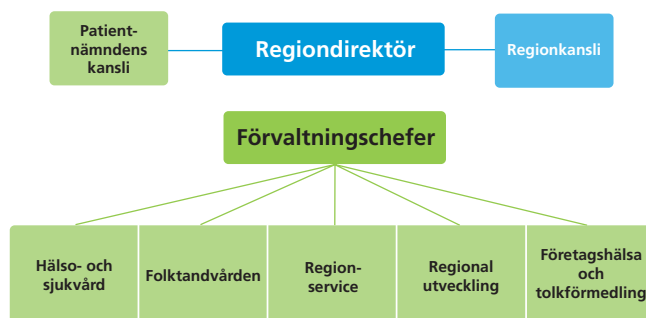 Patient-
nämndens
kansli
Regiondirektör
Regionkansli
Förvaltningschefer
Hälso- och
sjukvård
Folktandvården
Region-
service
Regional
utveckling
Företagshälsa
och
tolkförmedling